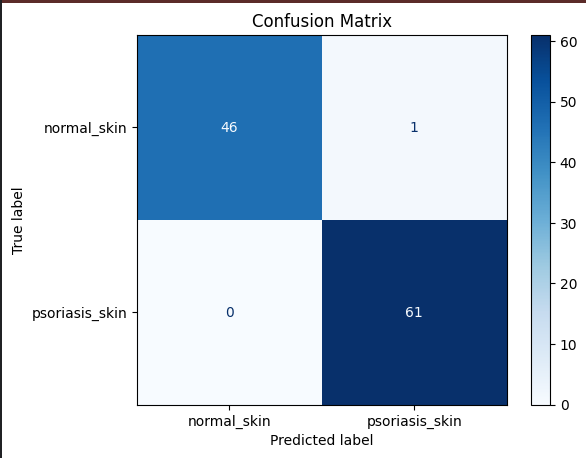 Confusion Matrix
True label
normal_skin
46
1
psoriasis_skin
0
61
normal_skin
psoriasis_skin
Predicted label
60
50
40
30
20
10
0